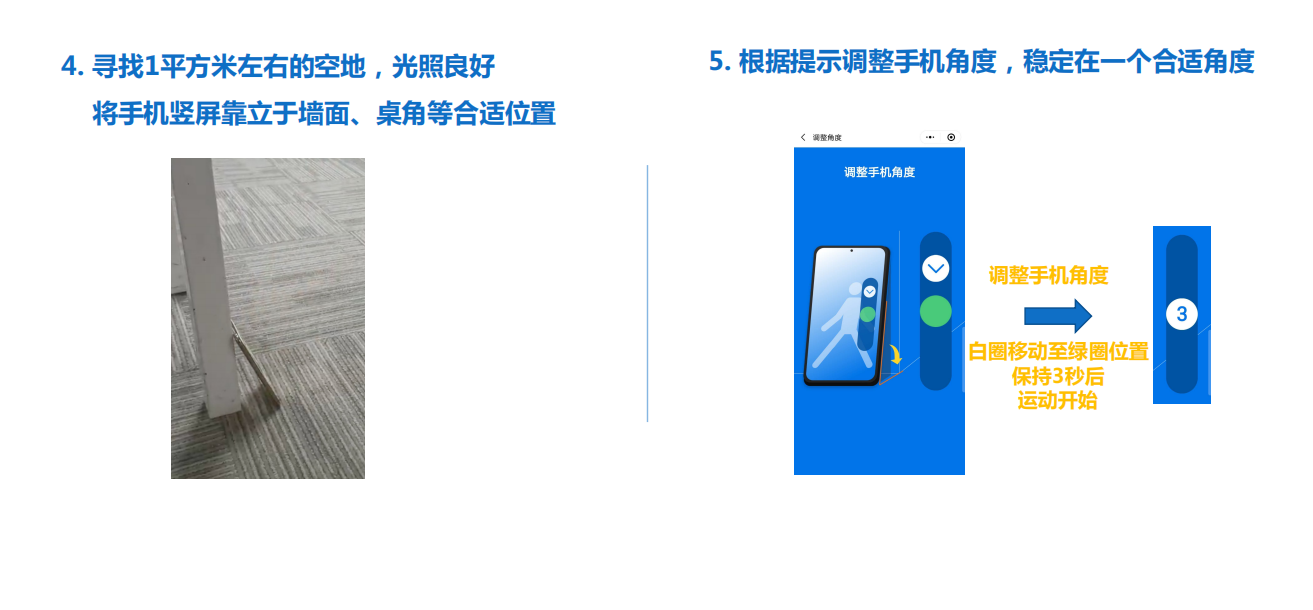 4. 寻找1平方米左右的空地，光照良好
将手机竖屏靠立于墙面、桌角等合适位置
5. 根据提示调整手机角度，稳定在一个合适角度
调整角度
调整手机角度
调整手机角度
白圈移动至绿圈位置
保持3秒后
运动开始
3